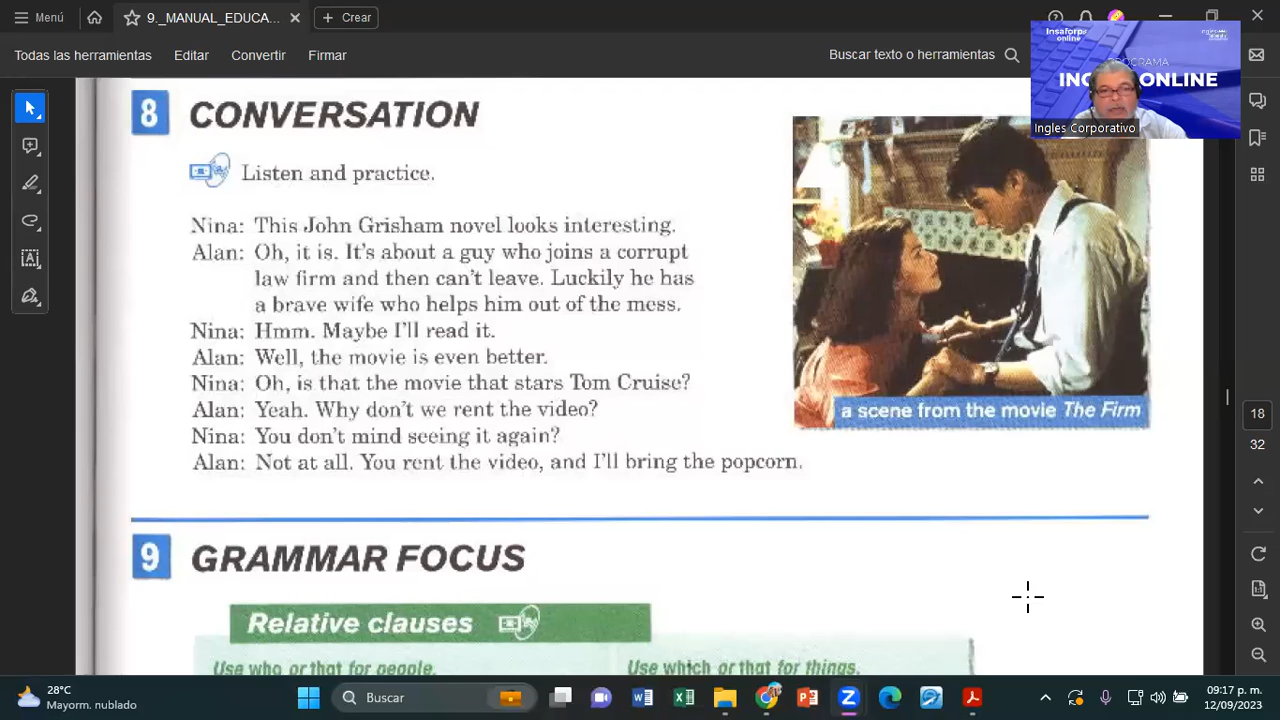 Menú
9._MANUAL_EDUCA...
Crear
Todas las herramientas
Editar
Convertir
Firmar
Buscar texto o herramientas
Insaforp
online
PROGRAMA
INGLES ONLINE
Ingles Corporativo
8 CONVERSATION
Listen and practice.
Nina: This John Grisham novel looks interesting.
Alan: Oh, it is. It's about a guy who joins a corrupt
law firm and then can't leave. Luckily he has
a brave wife who helps him out of the mess.
Nina: Hmm. Maybe I'll read it.
Alan: Well, the movie is even better.
Nina: Oh, is that the movie that stars Tom Cruise?
Alan: Yeah. Why don't we rent the video?
Nina: You don't mind seeing it again?
Alan: Not at all. You rent the video, and I'll bring the popcorn.
a scene from the movie The Firm
9 GRAMMAR FOCUS
Relative clauses
Use who or that for people.
Use which or that for things.
18
32
28°C
Mayorm. nublado
Buscar
09:17 p. m.
12/09/2023